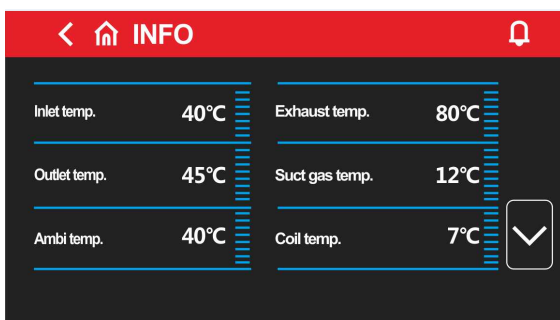 INFO
Inlet temp. 40℃ Exhaust temp. 80℃
Outlet temp. 45℃ Suct gas temp. 12℃
Ambi temp. 40℃ Coil temp. 7℃